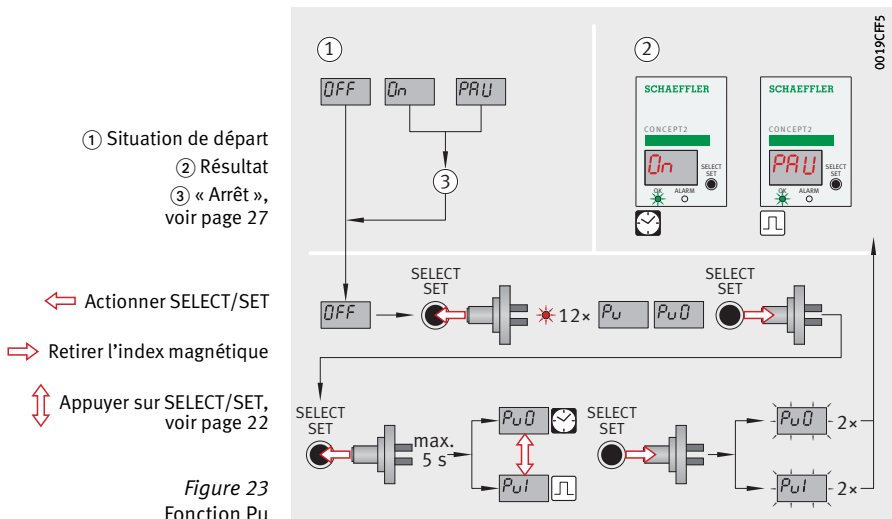 ① Situation de départ
② Résultat
③ « Arrêt »,
voir page 27
Actionner SELECT/SET
Retirer l'index magnétique
Appuyer sur SELECT/SET,
voir page 22
Figure 23
Fonction Pu
①
OFF On PAU
③
②
SCHAEFFLER
CONCEPT2
On
SELECT
SET
OK ALARM
SCHAEFFLER
CONCEPT2
PAU
SELECT
SET
OK ALARM
0019CFF5
OFF
SELECT
SET
12× Pu Pu0
SELECT
SET
SELECT
SET
max.
5 s
Pu0
Pu1
SELECT
SET
Pu0 2×
Pu1 2×